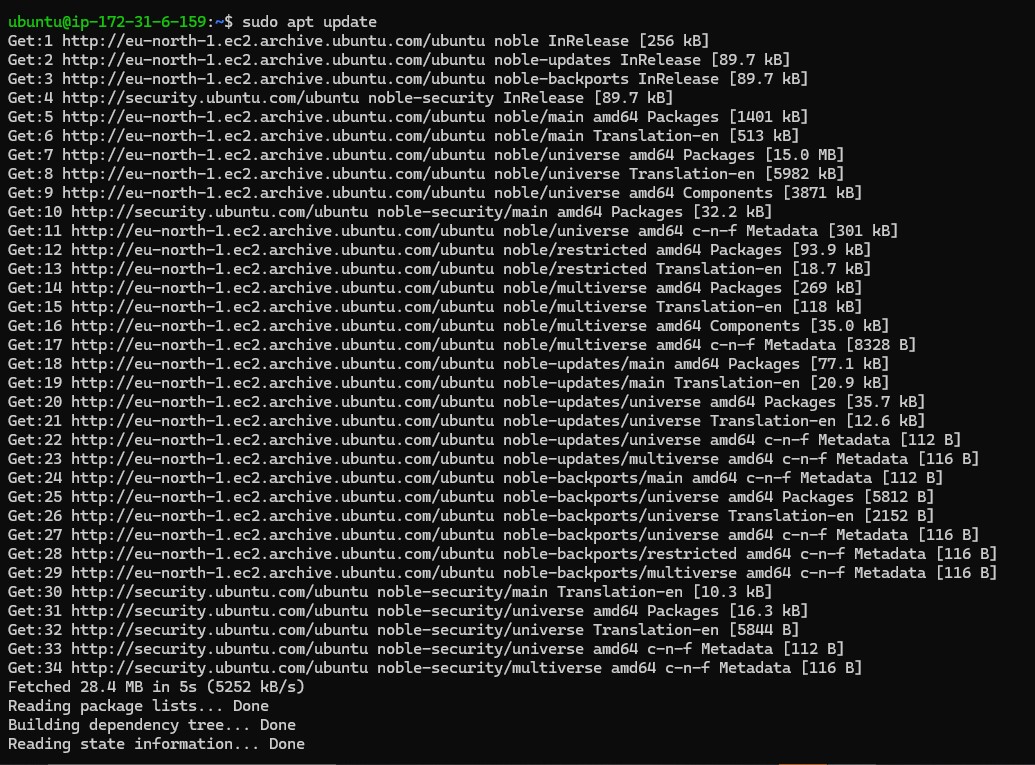 ubuntu@ip-172-31-6-159:~$ sudo apt update
Get:1 http://eu-north-1.ec2.archive.ubuntu.com/ubuntu noble InRelease [256 kB]
Get:2 http://eu-north-1.ec2.archive.ubuntu.com/ubuntu noble-updates InRelease [89.7 kB]
Get:3 http://eu-north-1.ec2.archive.ubuntu.com/ubuntu noble-backports InRelease [89.7 kB]
Get:4 http://security.ubuntu.com/ubuntu noble-security InRelease [89.7 kB]
Get:5 http://eu-north-1.ec2.archive.ubuntu.com/ubuntu noble/main amd64 Packages [1401 kB]
Get:6 http://eu-north-1.ec2.archive.ubuntu.com/ubuntu noble/main Translation-en [513 kB]
Get:7 http://eu-north-1.ec2.archive.ubuntu.com/ubuntu noble/universe amd64 Packages [15.0 MB]
Get:8 http://eu-north-1.ec2.archive.ubuntu.com/ubuntu noble/universe Translation-en [5982 kB]
Get:9 http://eu-north-1.ec2.archive.ubuntu.com/ubuntu noble/universe amd64 Components [3871 kB]
Get:10 http://security.ubuntu.com/ubuntu noble-security/main amd64 Packages [32.2 kB]
Get:11 http://eu-north-1.ec2.archive.ubuntu.com/ubuntu noble/universe amd64 c-n-f Metadata [301 kB]
Get:12 http://eu-north-1.ec2.archive.ubuntu.com/ubuntu noble/restricted amd64 Packages [93.9 kB]
Get:13 http://eu-north-1.ec2.archive.ubuntu.com/ubuntu noble/restricted Translation-en [18.7 kB]
Get:14 http://eu-north-1.ec2.archive.ubuntu.com/ubuntu noble/multiverse amd64 Packages [269 kB]
Get:15 http://eu-north-1.ec2.archive.ubuntu.com/ubuntu noble/multiverse Translation-en [118 kB]
Get:16 http://eu-north-1.ec2.archive.ubuntu.com/ubuntu noble/multiverse amd64 Components [35.0 kB]
Get:17 http://eu-north-1.ec2.archive.ubuntu.com/ubuntu noble/multiverse amd64 c-n-f Metadata [8328 B]
Get:18 http://eu-north-1.ec2.archive.ubuntu.com/ubuntu noble-updates/main amd64 Packages [77.1 kB]
Get:19 http://eu-north-1.ec2.archive.ubuntu.com/ubuntu noble-updates/main Translation-en [20.9 kB]
Get:20 http://eu-north-1.ec2.archive.ubuntu.com/ubuntu noble-updates/universe amd64 Packages [35.7 kB]
Get:21 http://eu-north-1.ec2.archive.ubuntu.com/ubuntu noble-updates/universe Translation-en [12.6 kB]
Get:22 http://eu-north-1.ec2.archive.ubuntu.com/ubuntu noble-updates/universe amd64 c-n-f Metadata [112 B]
Get:23 http://eu-north-1.ec2.archive.ubuntu.com/ubuntu noble-updates/multiverse amd64 c-n-f Metadata [116 B]
Get:24 http://eu-north-1.ec2.archive.ubuntu.com/ubuntu noble-backports/main amd64 c-n-f Metadata [112 B]
Get:25 http://eu-north-1.ec2.archive.ubuntu.com/ubuntu noble-backports/universe amd64 Packages [5812 B]
Get:26 http://eu-north-1.ec2.archive.ubuntu.com/ubuntu noble-backports/universe Translation-en [2152 B]
Get:27 http://eu-north-1.ec2.archive.ubuntu.com/ubuntu noble-backports/universe amd64 c-n-f Metadata [116 B]
Get:28 http://eu-north-1.ec2.archive.ubuntu.com/ubuntu noble-backports/restricted amd64 c-n-f Metadata [116 B]
Get:29 http://eu-north-1.ec2.archive.ubuntu.com/ubuntu noble-backports/multiverse amd64 c-n-f Metadata [116 B]
Get:30 http://security.ubuntu.com/ubuntu noble-security/main Translation-en [10.3 kB]
Get:31 http://security.ubuntu.com/ubuntu noble-security/universe amd64 Packages [16.3 kB]
Get:32 http://security.ubuntu.com/ubuntu noble-security/universe Translation-en [5844 B]
Get:33 http://security.ubuntu.com/ubuntu noble-security/universe amd64 c-n-f Metadata [112 B]
Get:34 http://security.ubuntu.com/ubuntu noble-security/multiverse amd64 c-n-f Metadata [116 B]
Fetched 28.4 MB in 5s (5252 kB/s)
Reading package lists... Done
Building dependency tree... Done
Reading state information... Done